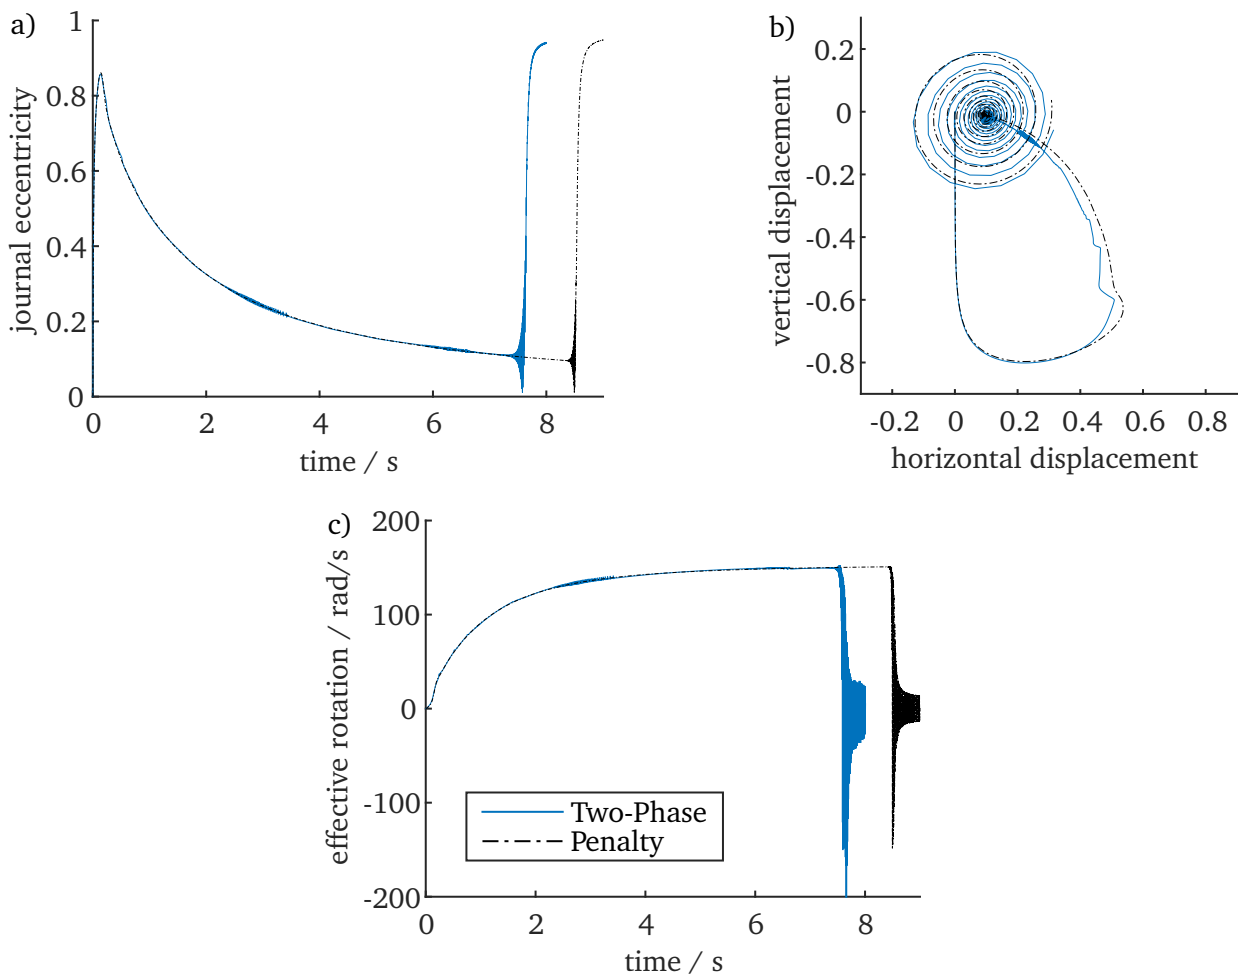 a)
1
0.8
0.6
0.4
0.2
0
journal eccentricity
0 2 4 6 8
time / s
b)
0.2
0
-0.2
-0.4
-0.6
-0.8
vertical displacement
-0.2 0 0.2 0.4 0.6 0.8
horizontal displacement
c)
200
100
0
-100
-200
effective rotation / rad/s
Two-Phase
Penalty
0 2 4 6 8
time / s